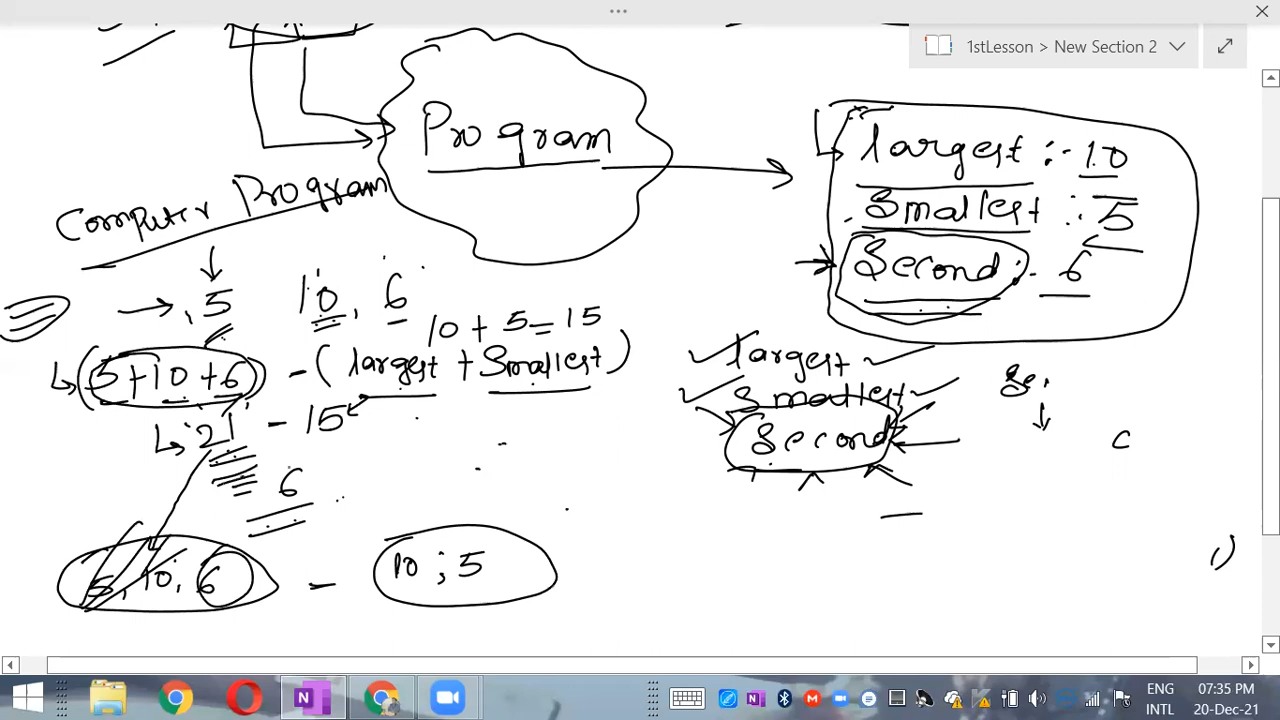 1stLesson > New Section 2
Program
Computer Program
largest :- 10
Smallest : 5
Second :- 6
, 5 10, 6
10 + 5 = 15
(5+10+6) - (largest + Smallest)
21 - 15
6
5, 10, 6 - 10 ; 5
largest
Smallest
Second
Se
c
ENG
INTL
07:35 PM
20-Dec-21